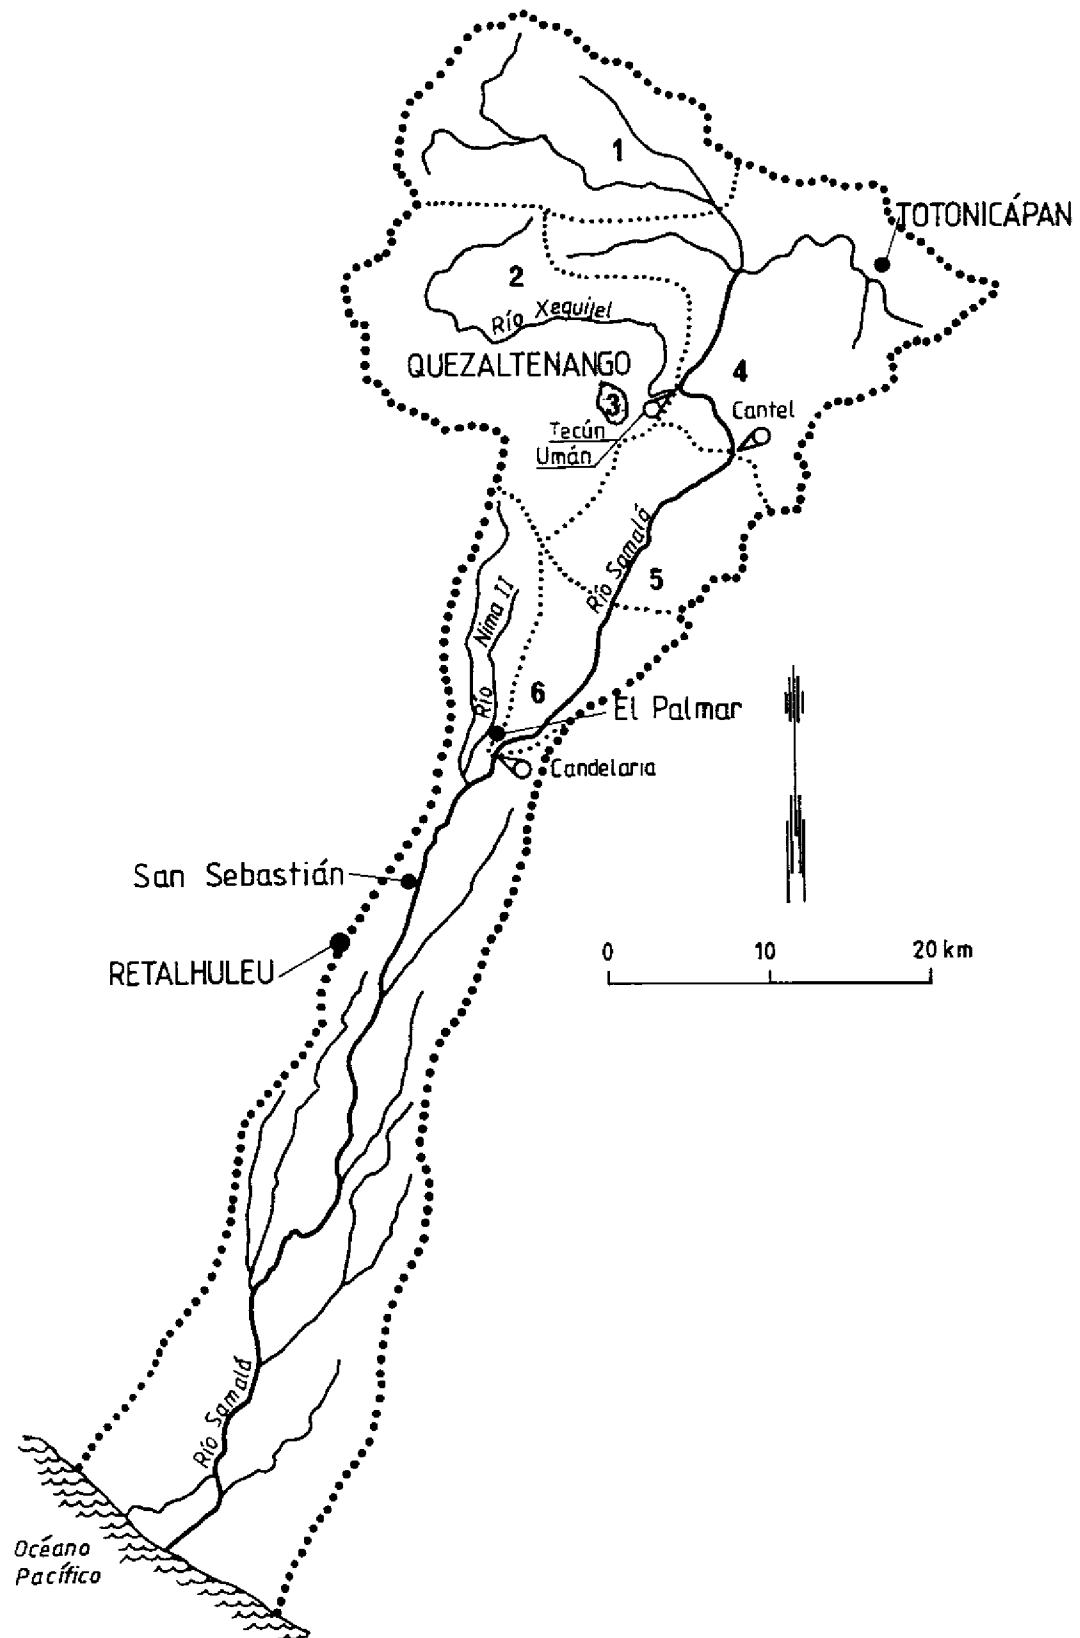 1
TOTONICÁPAN
2
Río Xequijel
QUEZALTENANGO
4
3
Cantel
Tecún
Umán
Río Samalá
5
Nima II
Río
6
El Palmar
Candelaria
San Sebastián
0 10 20 km
RETALHULEU
Río Samalá
Océano
Pacífico